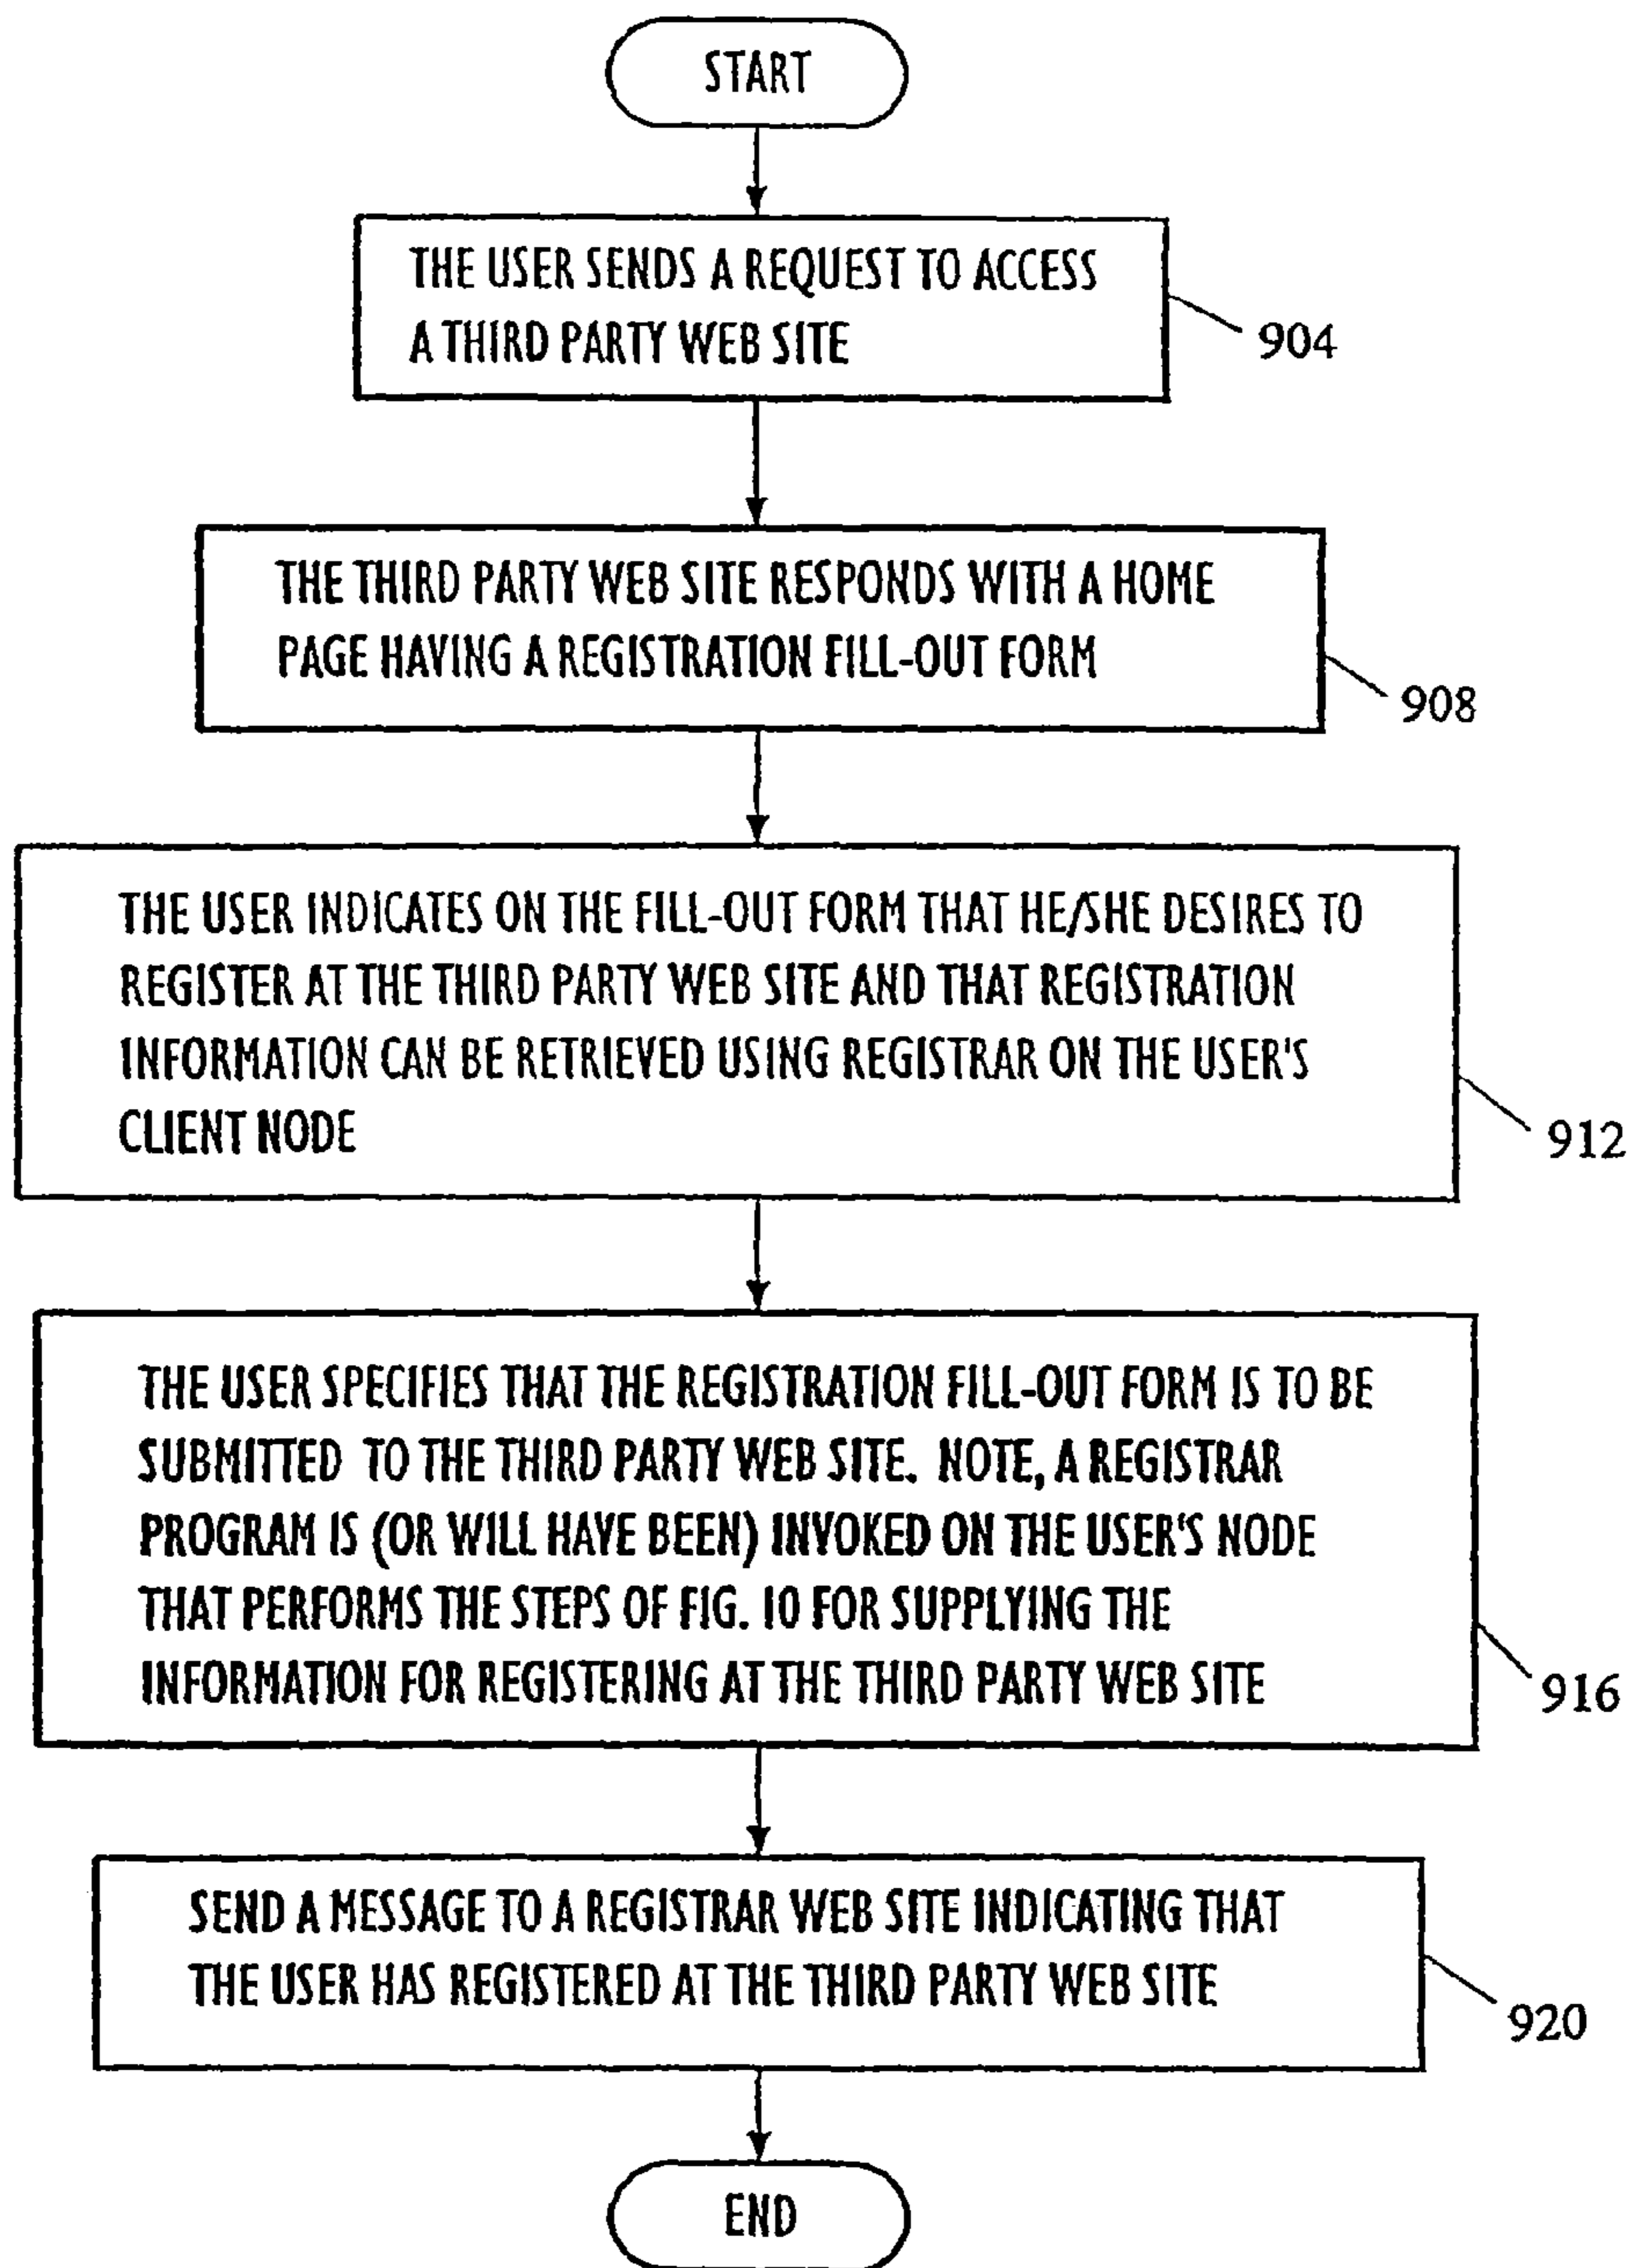 START
THE USER SENDS A REQUEST TO ACCESS
A THIRD PARTY WEB SITE
904
THE THIRD PARTY WEB SITE RESPONDS WITH A HOME
PAGE HAVING A REGISTRATION FILL-OUT FORM
908
THE USER INDICATES ON THE FILL-OUT FORM THAT HE/SHE DESIRES TO
REGISTER AT THE THIRD PARTY WEB SITE AND THAT REGISTRATION
INFORMATION CAN BE RETRIEVED USING REGISTRAR ON THE USER'S
CLIENT NODE
912
THE USER SPECIFIES THAT THE REGISTRATION FILL-OUT FORM IS TO BE
SUBMITTED TO THE THIRD PARTY WEB SITE. NOTE, A REGISTRAR
PROGRAM IS (OR WILL HAVE BEEN) INVOKED ON THE USER'S NODE
THAT PERFORMS THE STEPS OF FIG. 10 FOR SUPPLYING THE
INFORMATION FOR REGISTERING AT THE THIRD PARTY WEB SITE
916
SEND A MESSAGE TO A REGISTRAR WEB SITE INDICATING THAT
THE USER HAS REGISTERED AT THE THIRD PARTY WEB SITE
920
END